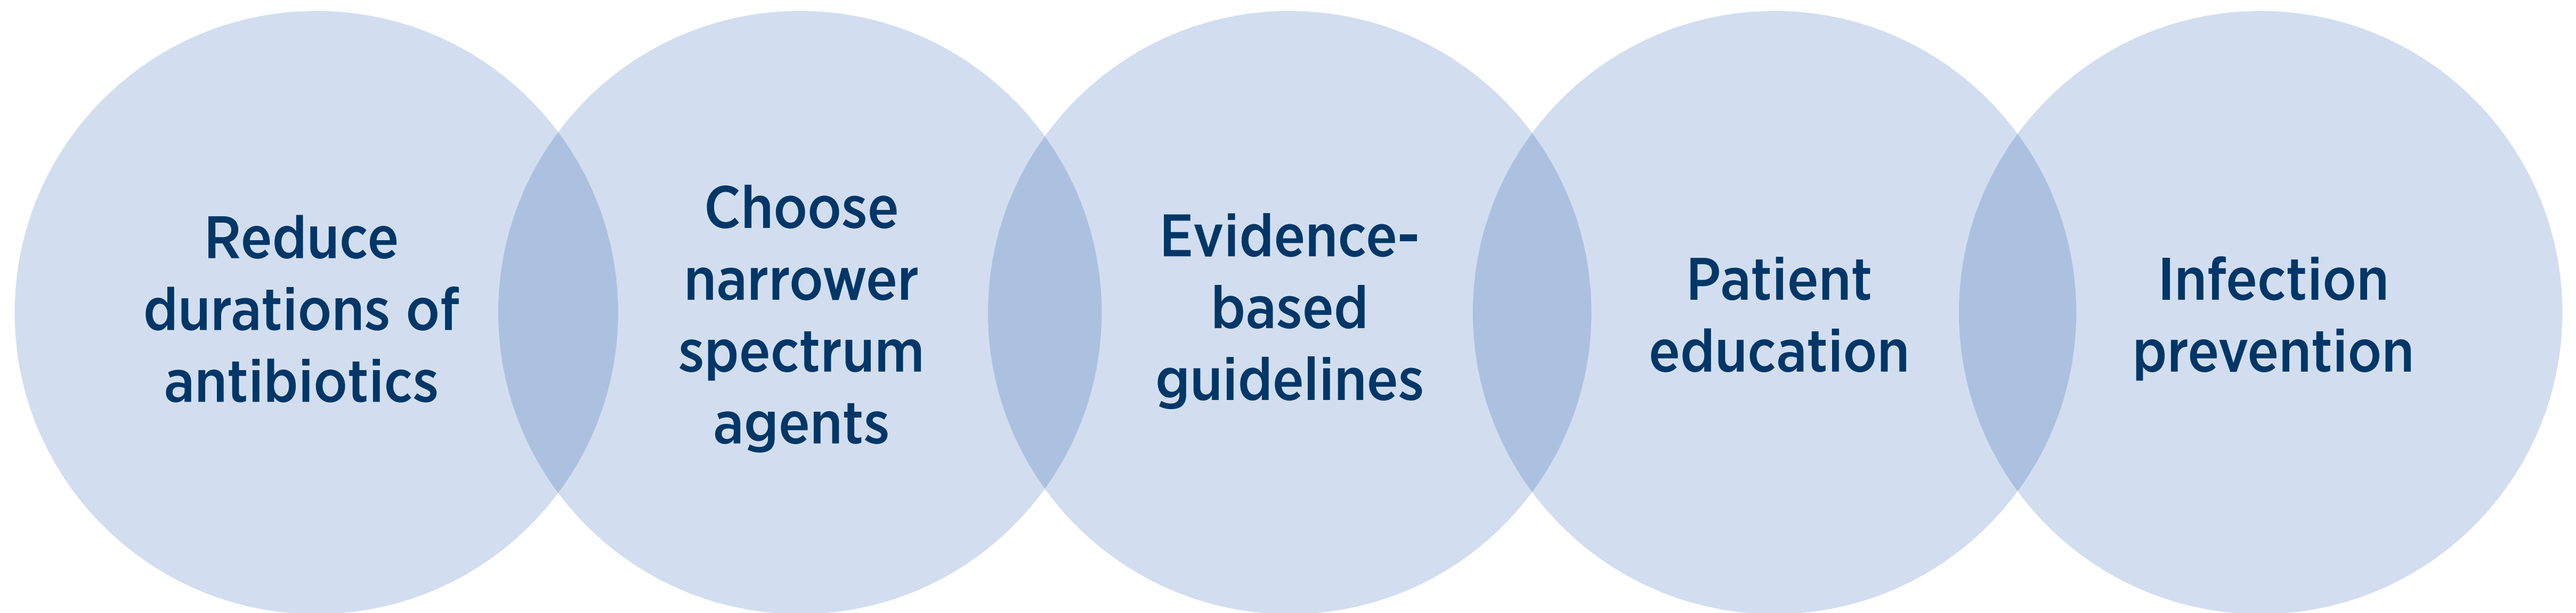 Reduce
durations of
antibiotics
Choose
narrower
spectrum
agents
Evidence-
based
guidelines
Patient
education
Infection
prevention